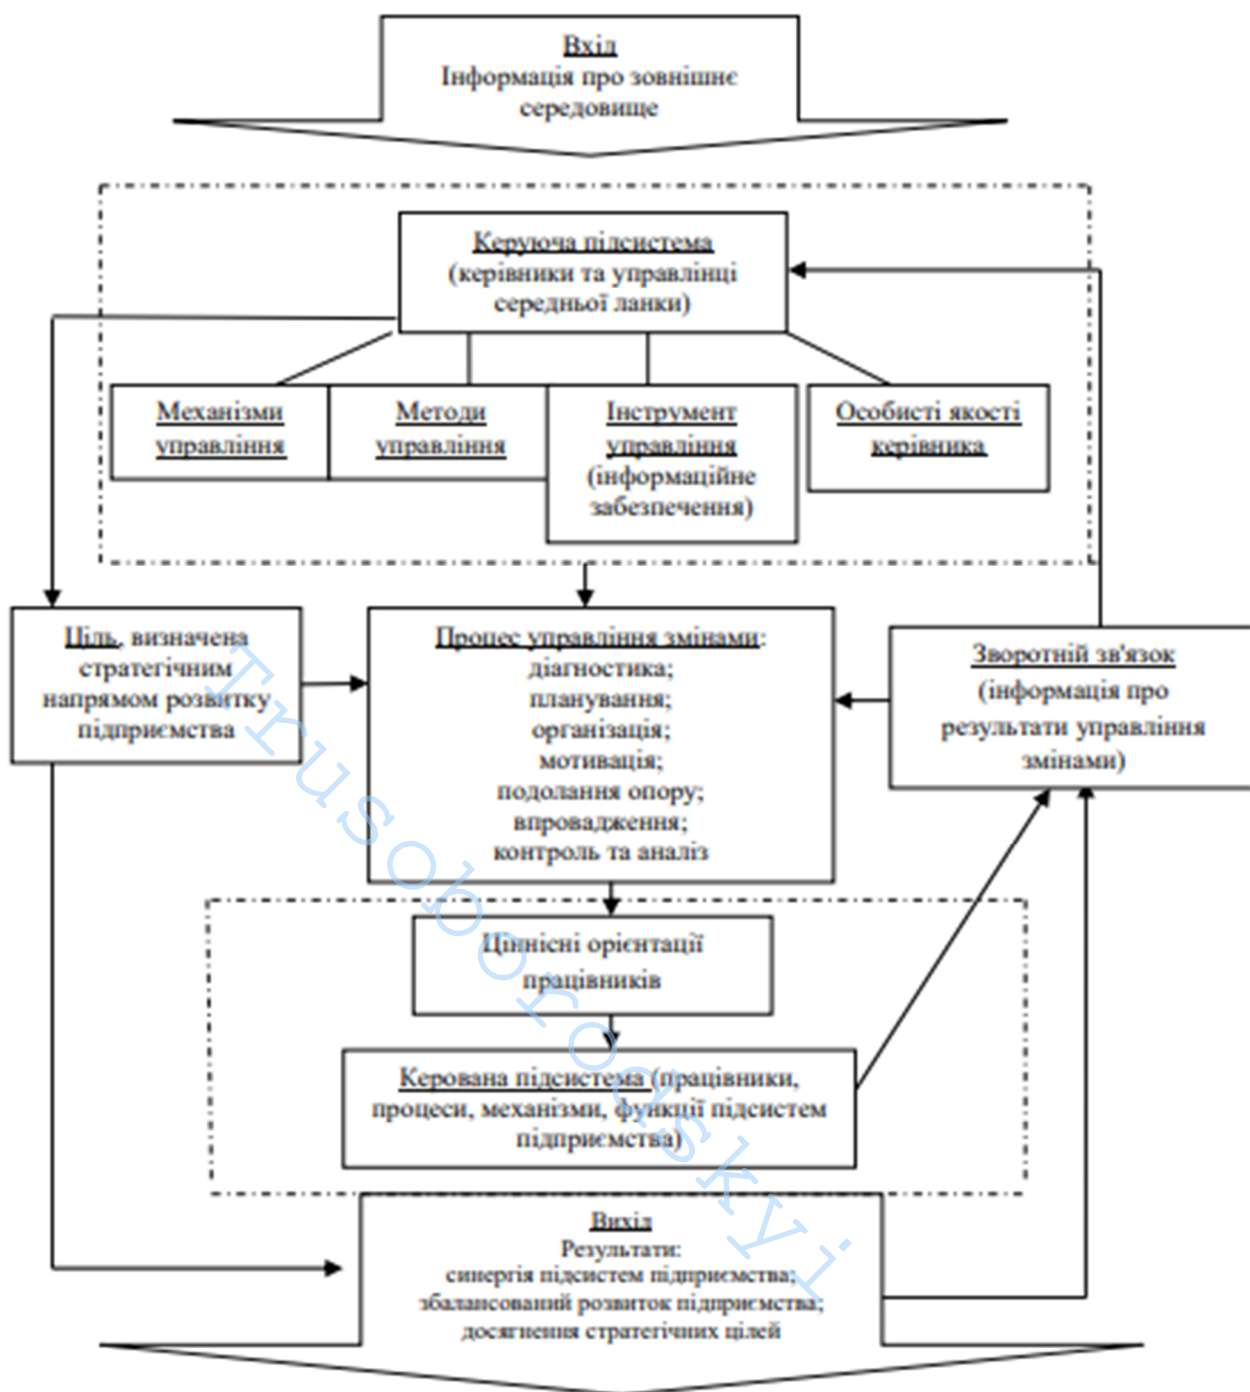 Вхід
Інформація про зовнішнє
середовище
Керуюча підсистема
(керівники та управлінці
середньої ланки)
Механізми
управління
Методи
управління
Інструмент
управління
(інформаційне
забезпечення)
Особисті якості
керівника
Ціль, визначена
стратегічним
напрямом розвитку
підприємства
Процес управління змінами:
діагностика;
планування;
організація;
мотивація;
подолання опору;
впровадження;
контроль та аналіз
Зворотній зв'язок
(інформація про
результати управління
змінами)
Ціннісні орієнтації
працівників
Керована підсистема (працівники,
процеси, механізми, функції підсистем
підприємства)
Вихід
Результати:
синергія підсистем підприємства;
збалансований розвиток підприємства;
досягнення стратегічних цілей
Trusoborodskyi